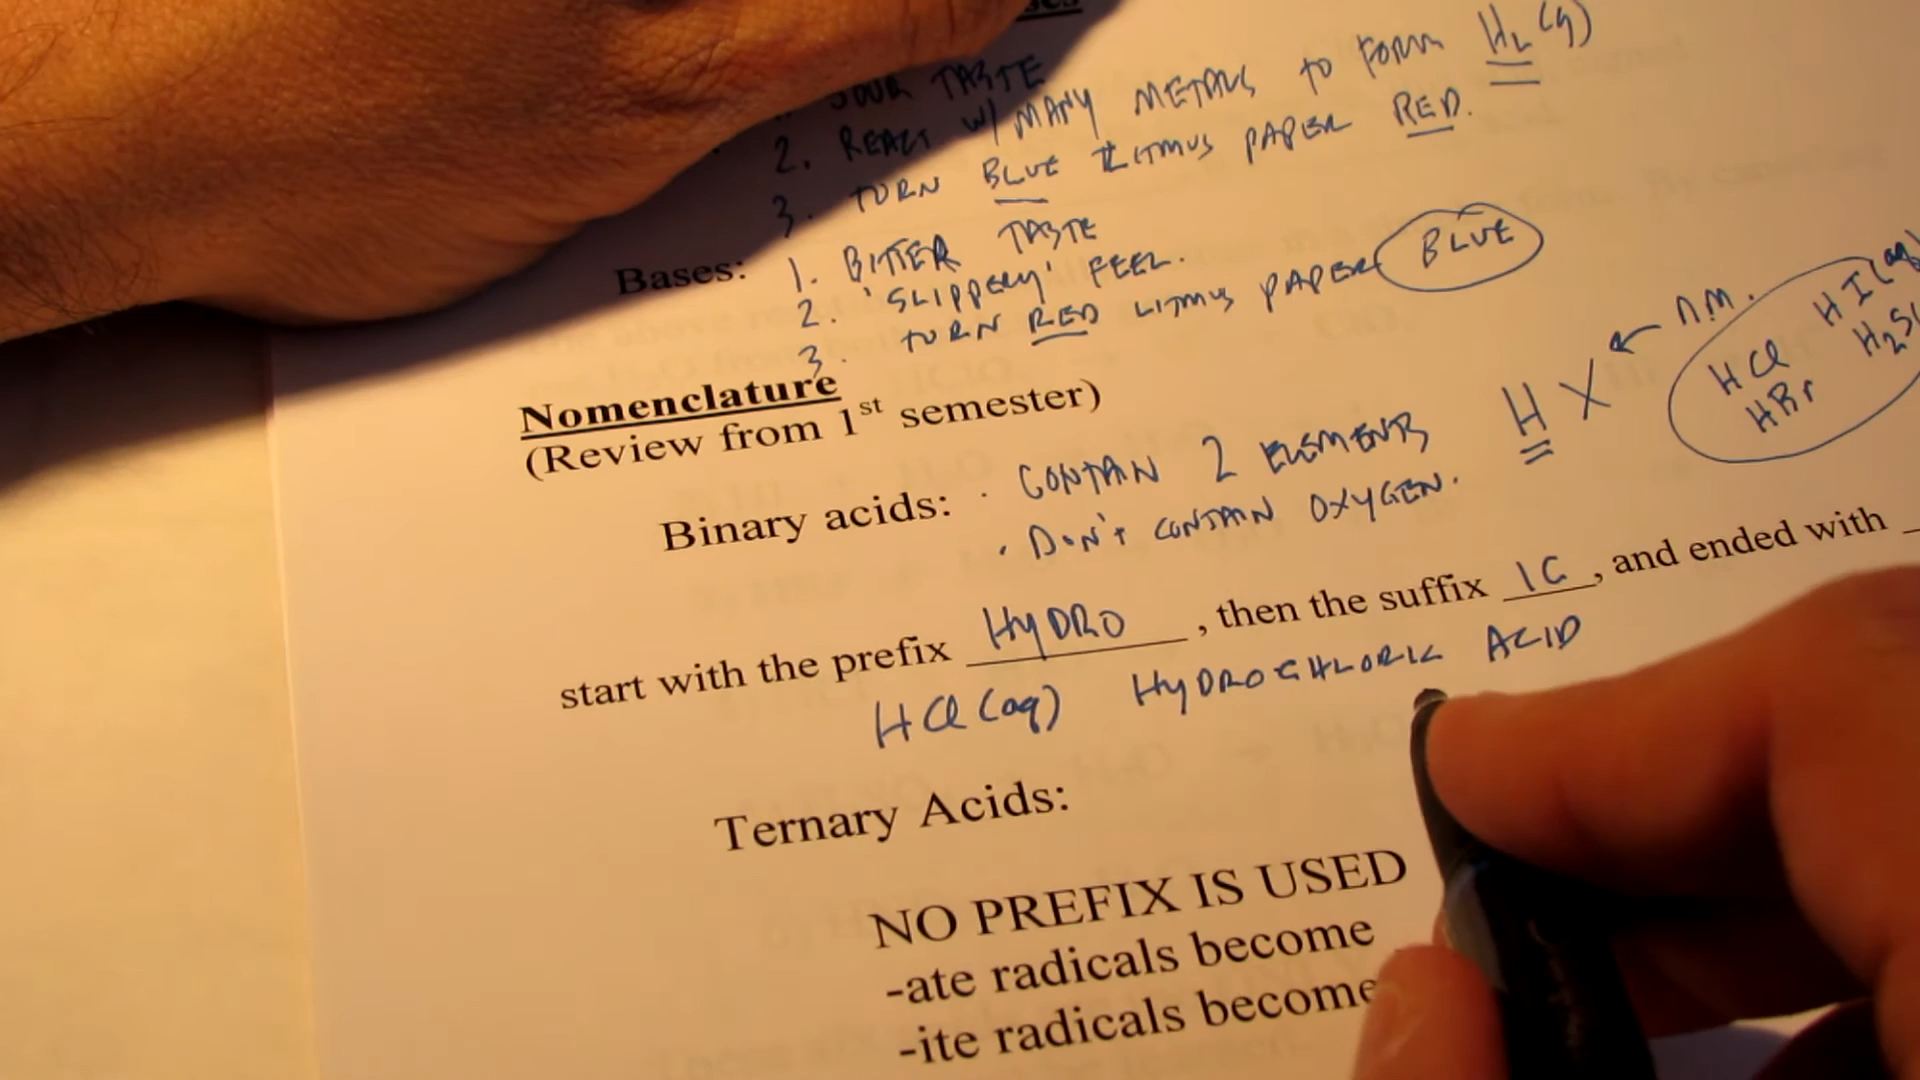 SOUR TASTE
2. REACT W/ MANY METALS TO FORM H2 (g)
3. TURN BLUE LITMUS PAPER RED.
Bases: 1. BITTER TASTE
2. 'SLIPPERY' FEEL.
3. TURN RED LITMUS PAPER BLUE
Nomenclature
(Review from 1st semester)
Binary acids: · CONTAIN 2 ELEMENTS HX ← n.m.
· DON'T CONTAIN OXYGEN.
HCl HI (aq)
HBr
start with the prefix HYDRO, then the suffix IC, and ended with
HCl (aq) HYDROCHLORIC ACID
Ternary Acids:
NO PREFIX IS USED
-ate radicals become
-ite radicals become